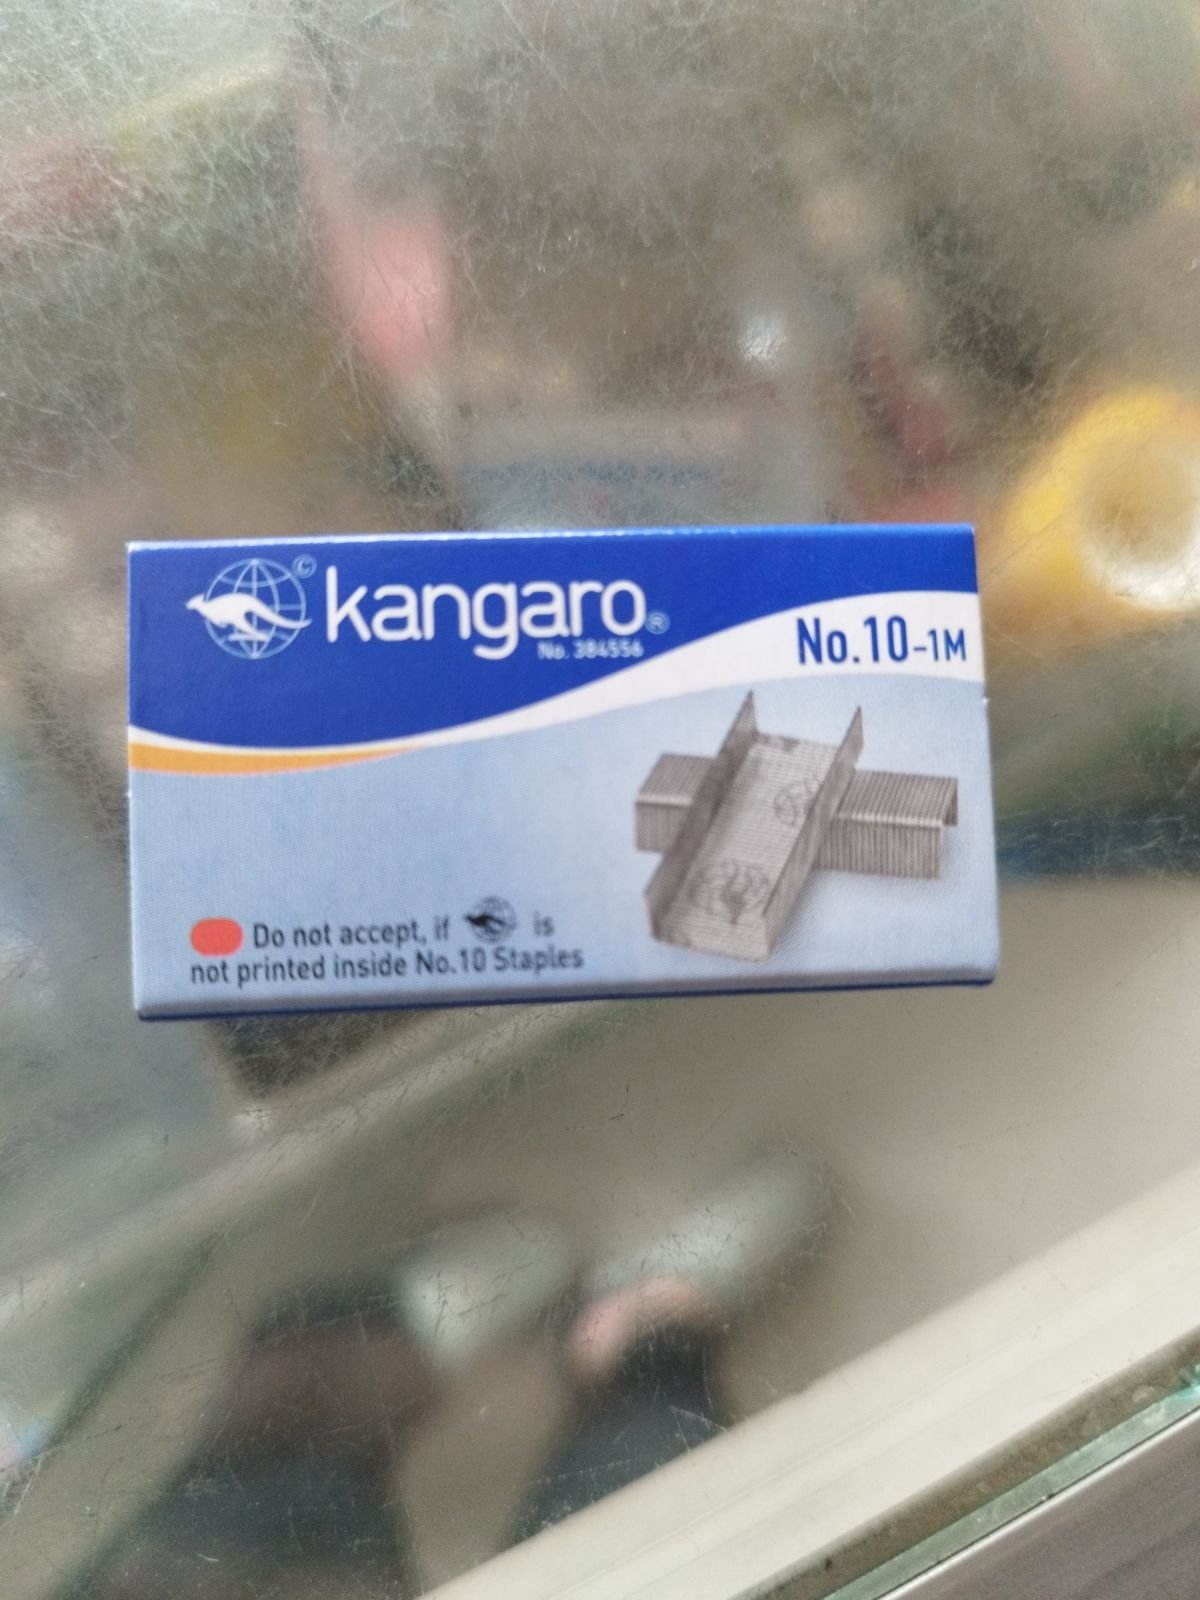 © kangaro®
No. 384556
No.10-1M
Do not accept, if is
not printed inside No.10 Staples